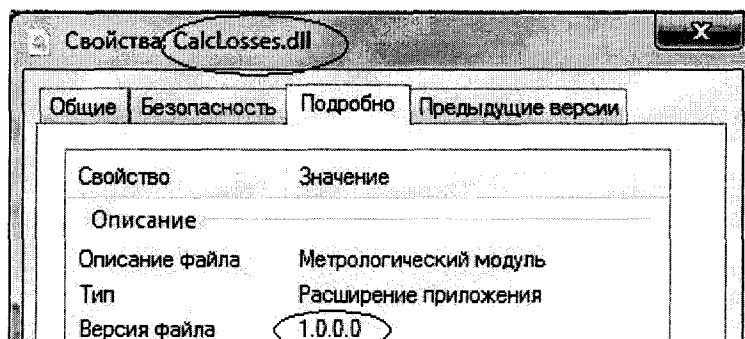 Свойства: CalcLosses.dll
Общие Безопасность Подробно Предыдущие версии
Свойство Значение
Описание
Описание файла Метрологический модуль
Тип Расширение приложения
Версия файла 1.0.0.0